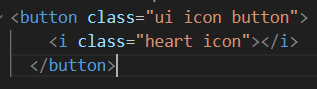 <button class="ui icon button">
<i class="heart icon"></i>
</button>